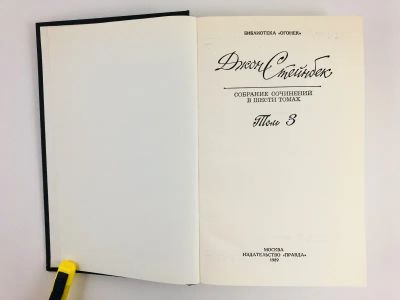 БИБЛИОТЕКА «ОГОНЕК»
Джон Стейнбек
СОБРАНИЕ СОЧИНЕНИЙ
В ШЕСТИ ТОМАХ
Том 3
МОСКВА
ИЗДАТЕЛЬСТВО «ПРАВДА»
1989